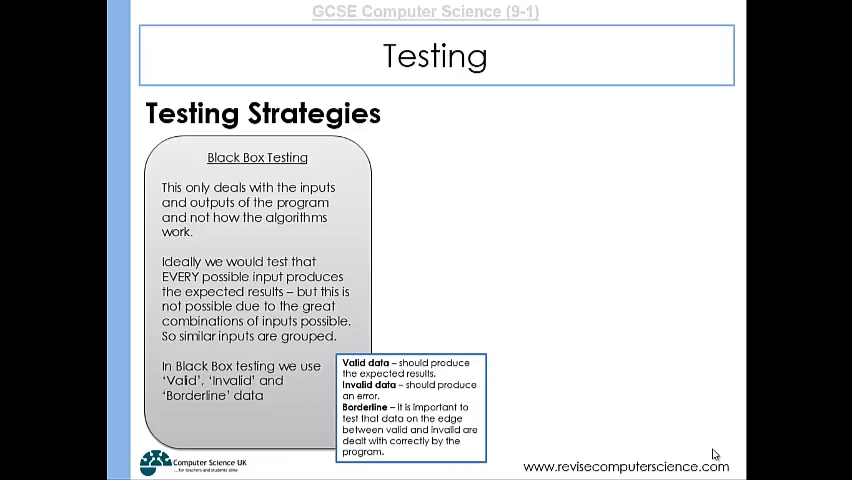 GCSE Computer Science (9-1)
Testing
Testing Strategies
Black Box Testing
This only deals with the inputs
and outputs of the program
and not how the algorithms
work.
Ideally we would test that
EVERY possible input produces
the expected results – but this is
not possible due to the great
combinations of inputs possible.
So similar inputs are grouped.
In Black Box testing we use
'Valid', 'Invalid' and
'Borderline' data
Valid data – should produce
the expected results.
Invalid data – should produce
an error.
Borderline – It is important to
test that data on the edge
between valid and invalid are
dealt with correctly by the
program.
Computer Science UK
...for teachers and students alike
www.revisecomputerscience.com